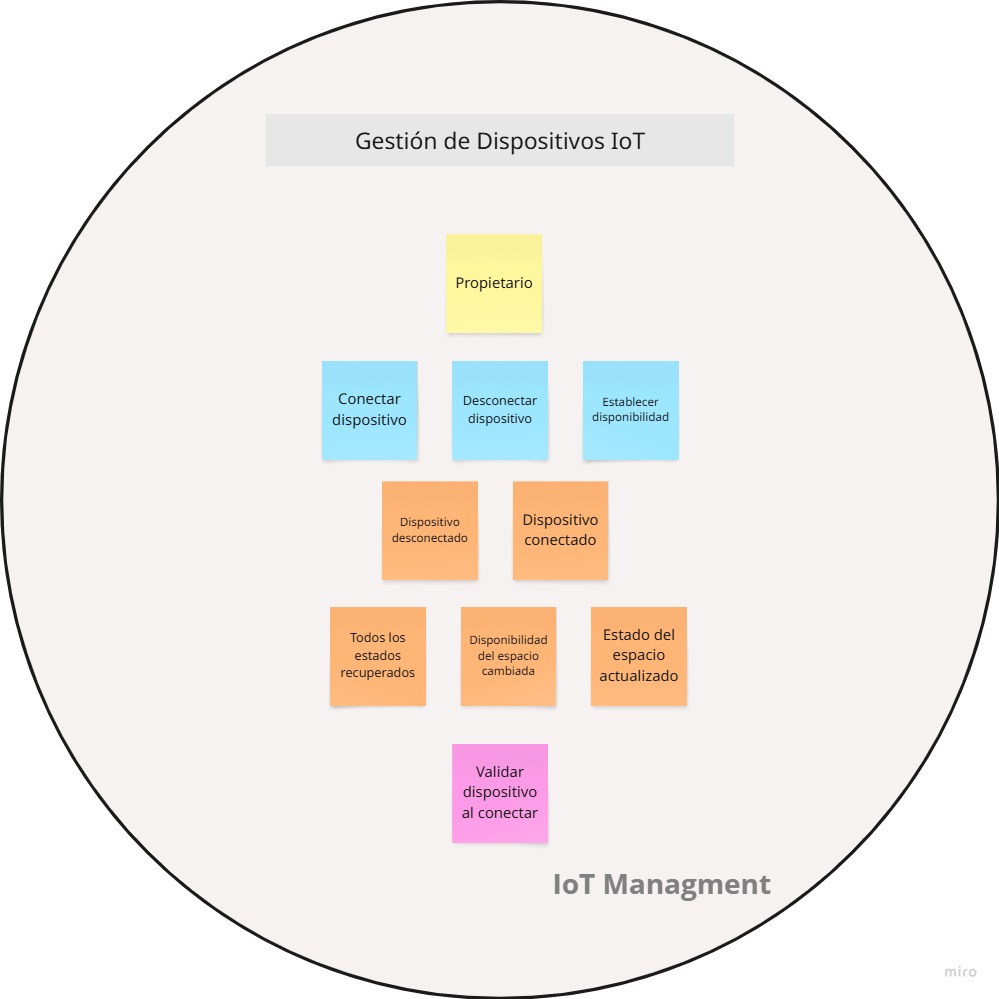 Gestión de Dispositivos IoT
Propietario
Conectar
dispositivo
Desconectar
dispositivo
Establecer
disponibilidad
Dispositivo
desconectado
Dispositivo
conectado
Todos los
estados
recuperados
Disponibilidad
del espacio
cambiada
Estado del
espacio
actualizado
Validar
dispositivo
al conectar
IoT Managment
miro